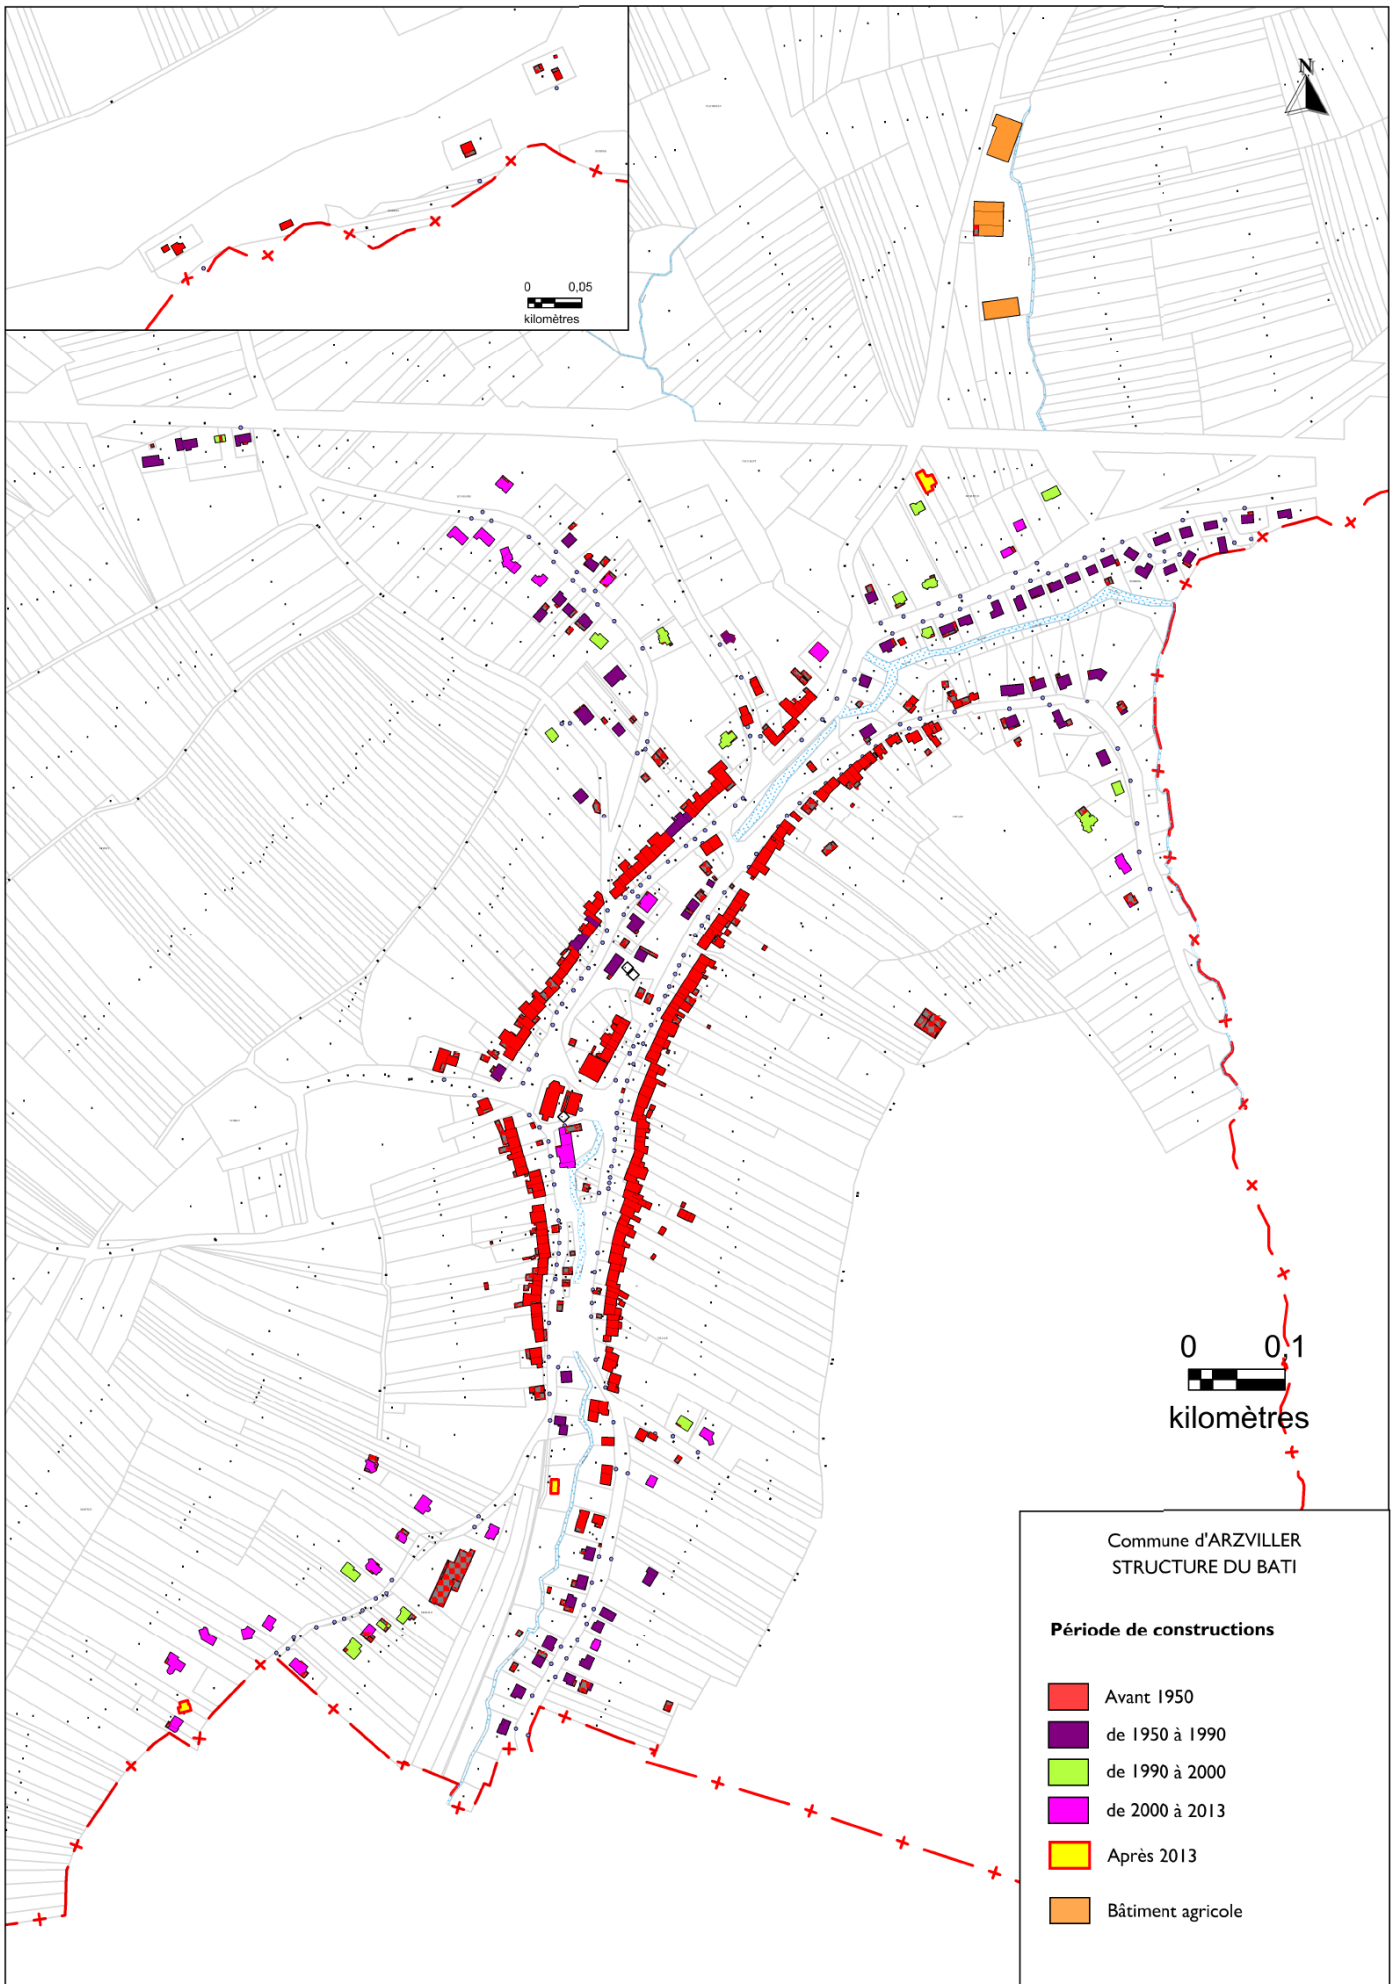 N
0 0,05
kilomètres
0 0,1
kilomètres
Commune d'ARZVILLER
STRUCTURE DU BATI
Période de constructions
Avant 1950
de 1950 à 1990
de 1990 à 2000
de 2000 à 2013
Après 2013
Bâtiment agricole